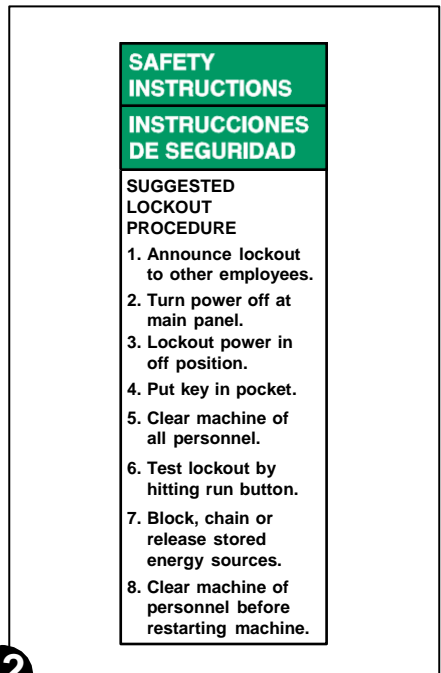 SAFETY
INSTRUCTIONS
INSTRUCCIONES
DE SEGURIDAD
SUGGESTED
LOCKOUT
PROCEDURE
1. Announce lockout
to other employees.
2. Turn power off at
main panel.
3. Lockout power in
off position.
4. Put key in pocket.
5. Clear machine of
all personnel.
6. Test lockout by
hitting run button.
7. Block, chain or
release stored
energy sources.
8. Clear machine of
personnel before
restarting machine.
2